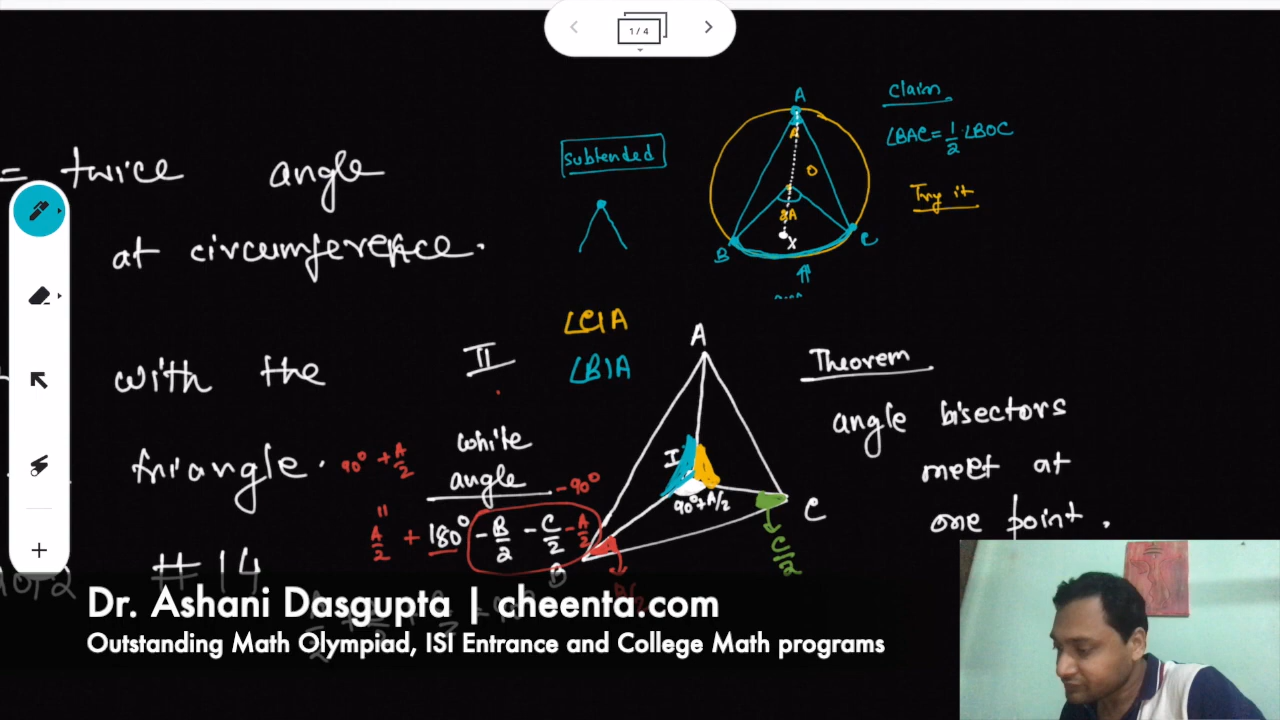 1 / 4
= twice angle
at circumference.
with the
triangle.
#14
subtended
A
A
O
2A
X
B
C
Claim
∠BAC = 1/2 ∠BOC
Try it
II
∠CIA
∠BIA
white
angle
90° + A/2
=
A/2 + 180° - B/2 - C/2 - A/2
-90°
A
I
90°+A/2
C
B
C/2
Theorem
angle bisectors
meet at
one point.
Dr. Ashani Dasgupta | cheenta.com
Outstanding Math Olympiad, ISI Entrance and College Math programs